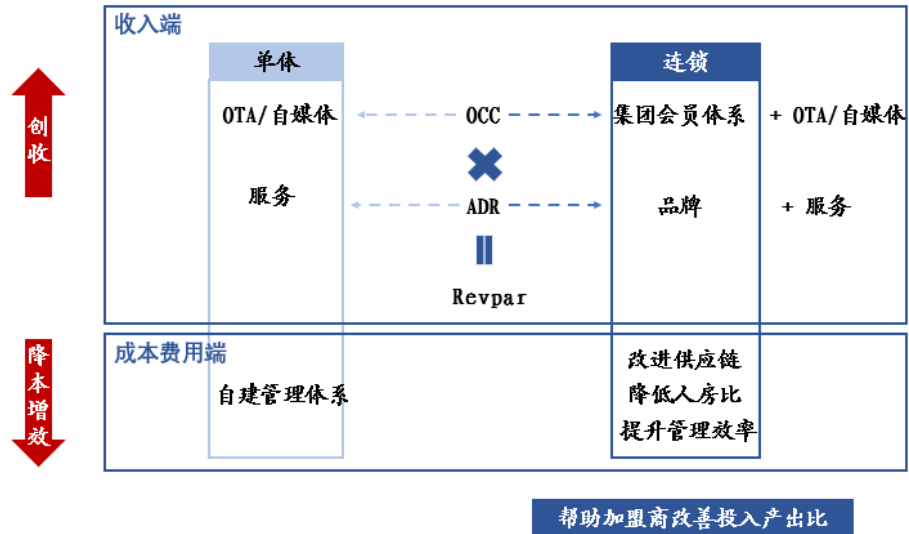 收入端
单体
连锁
创收
OTA/自媒体
OCC
集团会员体系
+ OTA/自媒体
服务
ADR
品牌
+ 服务
Revpar
降本增效
成本费用端
自建管理体系
改进供应链
降低人房比
提升管理效率
帮助加盟商改善投入产出比